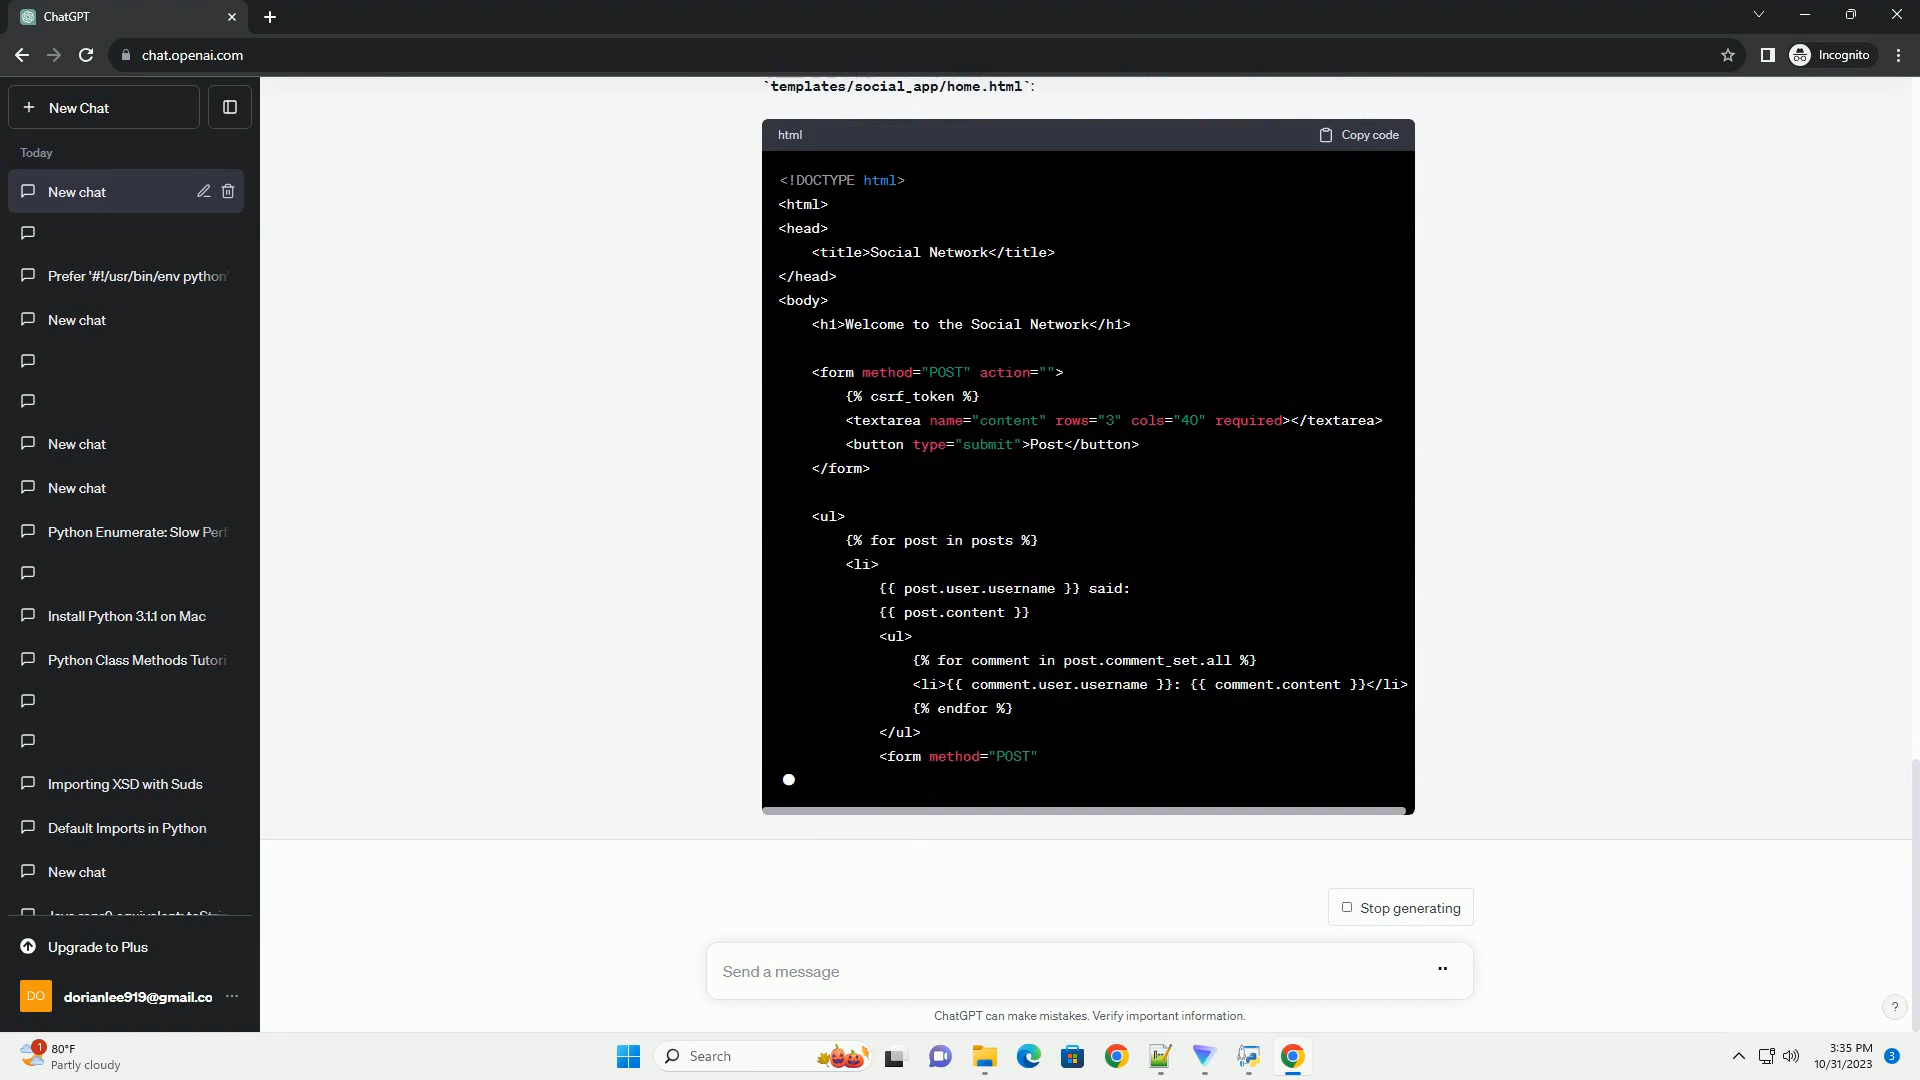 ChatGPT
chat.openai.com
Incognito
New Chat
Today
New chat
Prefer '#!/usr/bin/env python'
New chat
New chat
New chat
Python Enumerate: Slow Perf
Install Python 3.1.1 on Mac
Python Class Methods Tutori
Importing XSD with Suds
Default Imports in Python
New chat
Upgrade to Plus
DO
dorianlee919@gmail.co
`templates/social_app/home.html`:
html
Copy code
<!DOCTYPE html>
<html>
<head>
    <title>Social Network</title>
</head>
<body>
    <h1>Welcome to the Social Network</h1>
    <form method="POST" action="">
        {% csrf_token %}
        <textarea name="content" rows="3" cols="40" required></textarea>
        <button type="submit">Post</button>
    </form>
    <ul>
        {% for post in posts %}
        <li>
            {{ post.user.username }} said:
            {{ post.content }}
            <ul>
                {% for comment in post.comment_set.all %}
                <li>{{ comment.user.username }}: {{ comment.content }}</li>
                {% endfor %}
            </ul>
            <form method="POST"
Stop generating
Send a message
ChatGPT can make mistakes. Verify important information.
?
1
80°F
Partly cloudy
Search
3:35 PM
10/31/2023
3